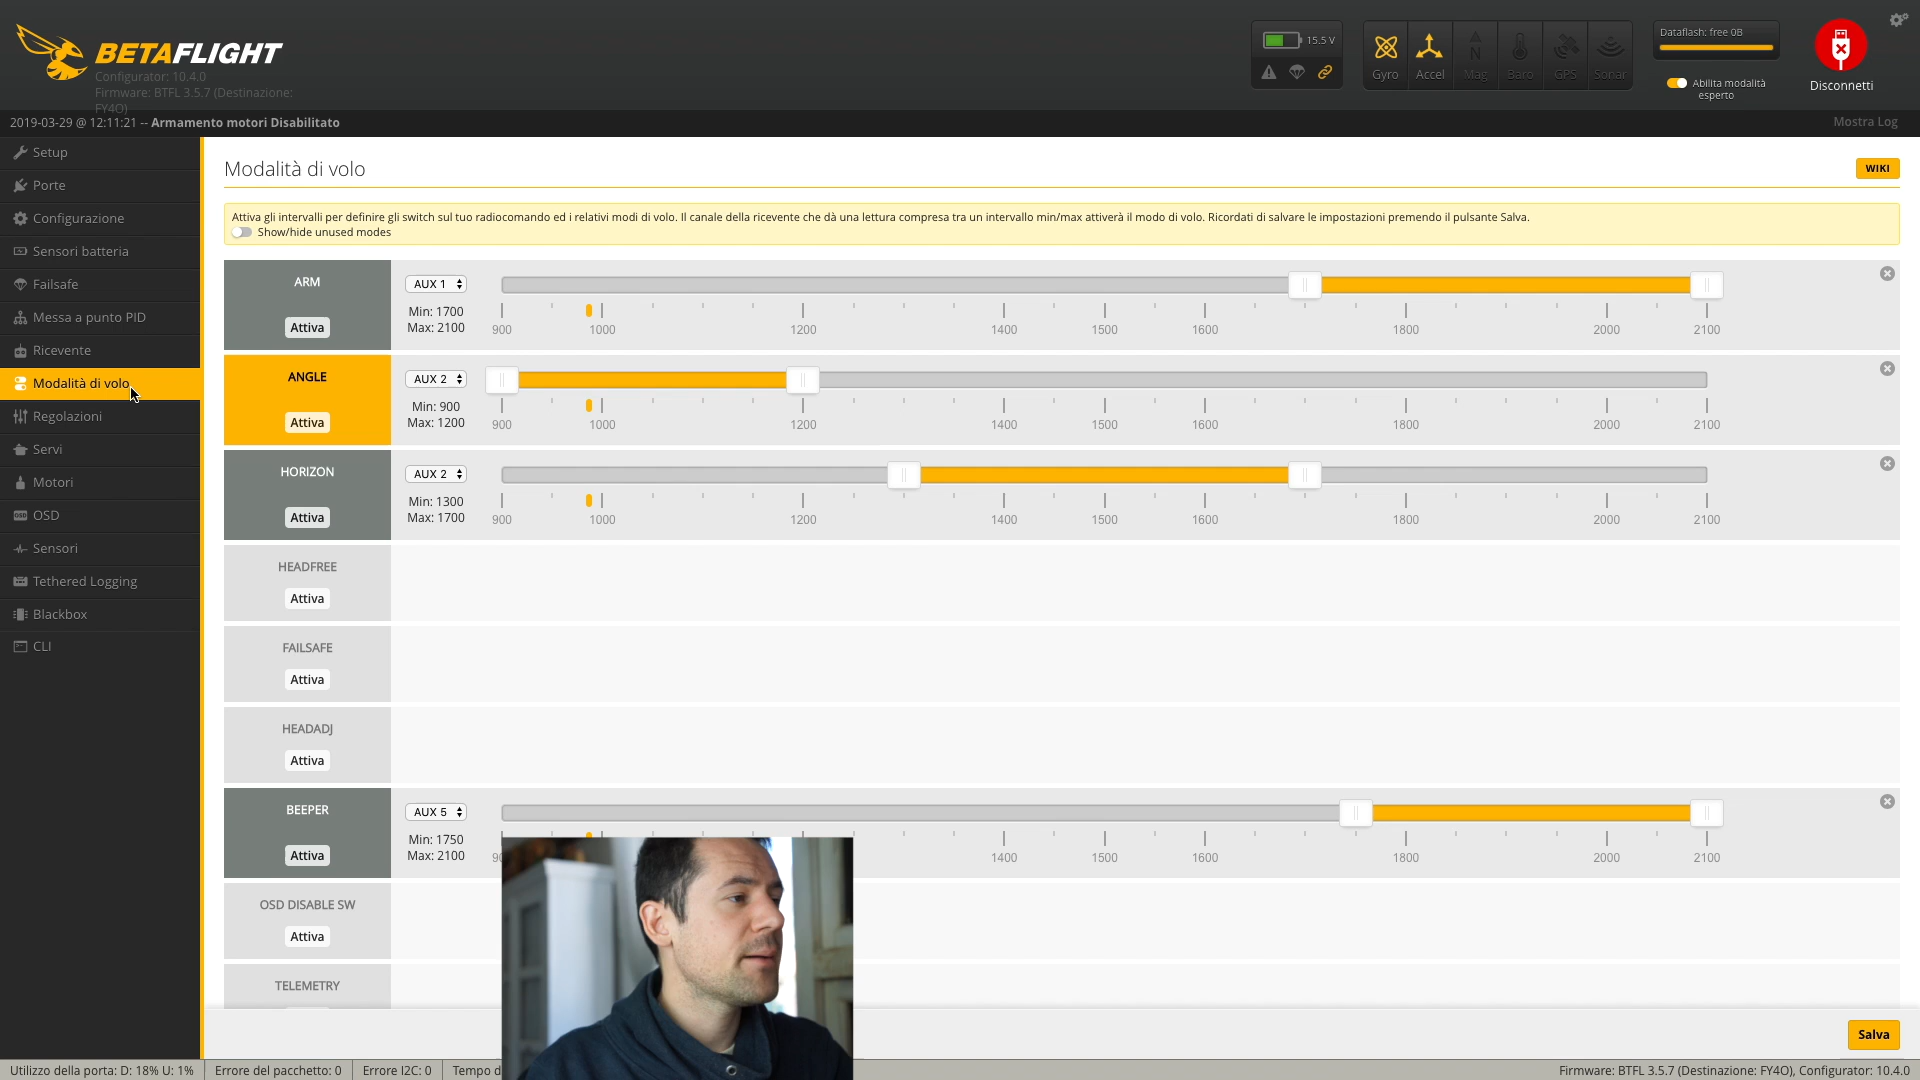 BETAFLIGHT
Configurator: 10.4.0
Firmware: BTFL 3.5.7 (Destinazione:
FY4O)
15.5 V
Gyro
Accel
Mag
Baro
GPS
Sonar
Dataflash: free 0B
Abilita modalità
esperto
Disconnetti
2019-03-29 @ 12:11:21 -- Armamento motori Disabilitato
Mostra Log
Setup
Porte
Configurazione
Sensori batteria
Failsafe
Messa a punto PID
Ricevente
Modalità di volo
Regolazioni
Servi
Motori
OSD
Sensori
Tethered Logging
Blackbox
CLI
Modalità di volo
WIKI
Attiva gli intervalli per definire gli switch sul tuo radiocomando ed i relativi modi di volo. Il canale della ricevente che dà una lettura compresa tra un intervallo min/max attiverà il modo di volo. Ricordati di salvare le impostazioni premendo il pulsante Salva.
Show/hide unused modes
ARM
Attiva
AUX 1
Min: 1700
Max: 2100
900 1000 1200 1400 1500 1600 1800 2000 2100
ANGLE
Attiva
AUX 2
Min: 900
Max: 1200
900 1000 1200 1400 1500 1600 1800 2000 2100
HORIZON
Attiva
AUX 2
Min: 1300
Max: 1700
900 1000 1200 1400 1500 1600 1800 2000 2100
HEADFREE
Attiva
FAILSAFE
Attiva
HEADADJ
Attiva
BEEPER
Attiva
AUX 5
Min: 1750
Max: 2100
1400 1500 1600 1800 2000 2100
OSD DISABLE SW
Attiva
TELEMETRY
Salva
Utilizzo della porta: D: 18% U: 1%
Errore del pacchetto: 0
Errore I2C: 0
Tempo d
Firmware: BTFL 3.5.7 (Destinazione: FY4O), Configurator: 10.4.0